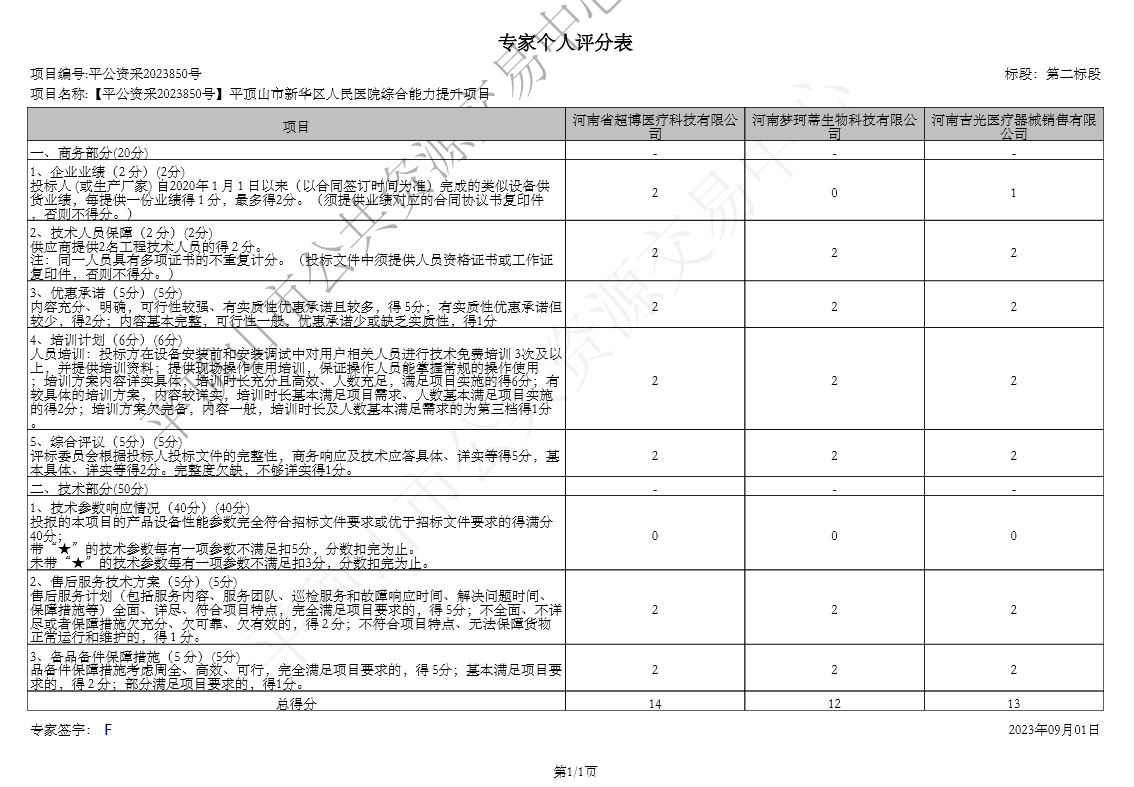 专家个人评分表
项目编号:平公资采2023850号
标段：第二标段
项目名称:【平公资采2023850号】平顶山市新华区人民医院综合能力提升项目
项目
河南省超博医疗科技有限公
司
河南梦珂蒂生物科技有限公
司
河南吉光医疗器械销售有限
公司
一、商务部分(20分)
-
-
-
1、企业业绩（2 分）(2分)
投标人 (或生产厂家) 自2020年 1 月 1 日以来（以合同签订时间为准）完成的类似设备供
货业绩，每提供一份业绩得 1 分，最多得2分。（须提供业绩对应的合同协议书复印件
，否则不得分。）
2
0
1
2、技术人员保障（2 分）(2分)
供应商提供2名工程技术人员的得 2 分。
注：同一人员具有多项证书的不重复计分。（投标文件中须提供人员资格证书或工作证
复印件，否则不得分。）
2
2
2
3、优惠承诺（5分）(5分)
内容充分、明确，可行性较强、有实质性优惠承诺且较多，得 5分；有实质性优惠承诺但
较少，得2分；内容基本完整，可行性一般，优惠承诺少或缺乏实质性，得1分
2
2
2
4、培训计划（6分）(6分)
人员培训：投标方在设备安装前和安装调试中对用户相关人员进行技术免费培训 3次及以
上，并提供培训资料；提供现场操作使用培训，保证操作人员能掌握常规的操作使用
；培训方案内容详实具体，培训时长充分且高效、人数充足，满足项目实施的得6分；有
较具体的培训方案，内容较详实，培训时长基本满足项目需求、人数基本满足项目实施
的得2分；培训方案欠完备，内容一般，培训时长及人数基本满足需求的为第三档得1分
。
2
2
2
5、综合评议（5分）(5分)
评标委员会根据投标人投标文件的完整性，商务响应及技术应答具体、详实等得5分，基
本具体、详实等得2分。完整度欠缺，不够详实得1分。
2
2
2
二、技术部分(50分)
-
-
-
1、技术参数响应情况（40分）(40分)
投报的本项目的产品设备性能参数完全符合招标文件要求或优于招标文件要求的得满分
40分；
带“★”的技术参数每有一项参数不满足扣5分，分数扣完为止。
未带“★”的技术参数每有一项参数不满足扣3分，分数扣完为止。
0
0
0
2、售后服务技术方案（5分）(5分)
售后服务计划（包括服务内容、服务团队、巡检服务和故障响应时间、解决问题时间、
保障措施等）全面、详尽、符合项目特点，完全满足项目要求的，得 5分；不全面、不详
尽或者保障措施欠充分、欠可靠、欠有效的，得 2 分；不符合项目特点、无法保障货物
正常运行和维护的，得 1 分。
2
2
2
3、备品备件保障措施（5 分）(5分)
品备件保障措施考虑周全、高效、可行，完全满足项目要求的，得 5分；基本满足项目要
求的，得 2 分；部分满足项目要求的，得1分。
2
2
2
总得分
14
12
13
专家签字： F
2023年09月01日
第1/1页
平顶山市公共资源交易中心
平顶山市公共资源交易中心